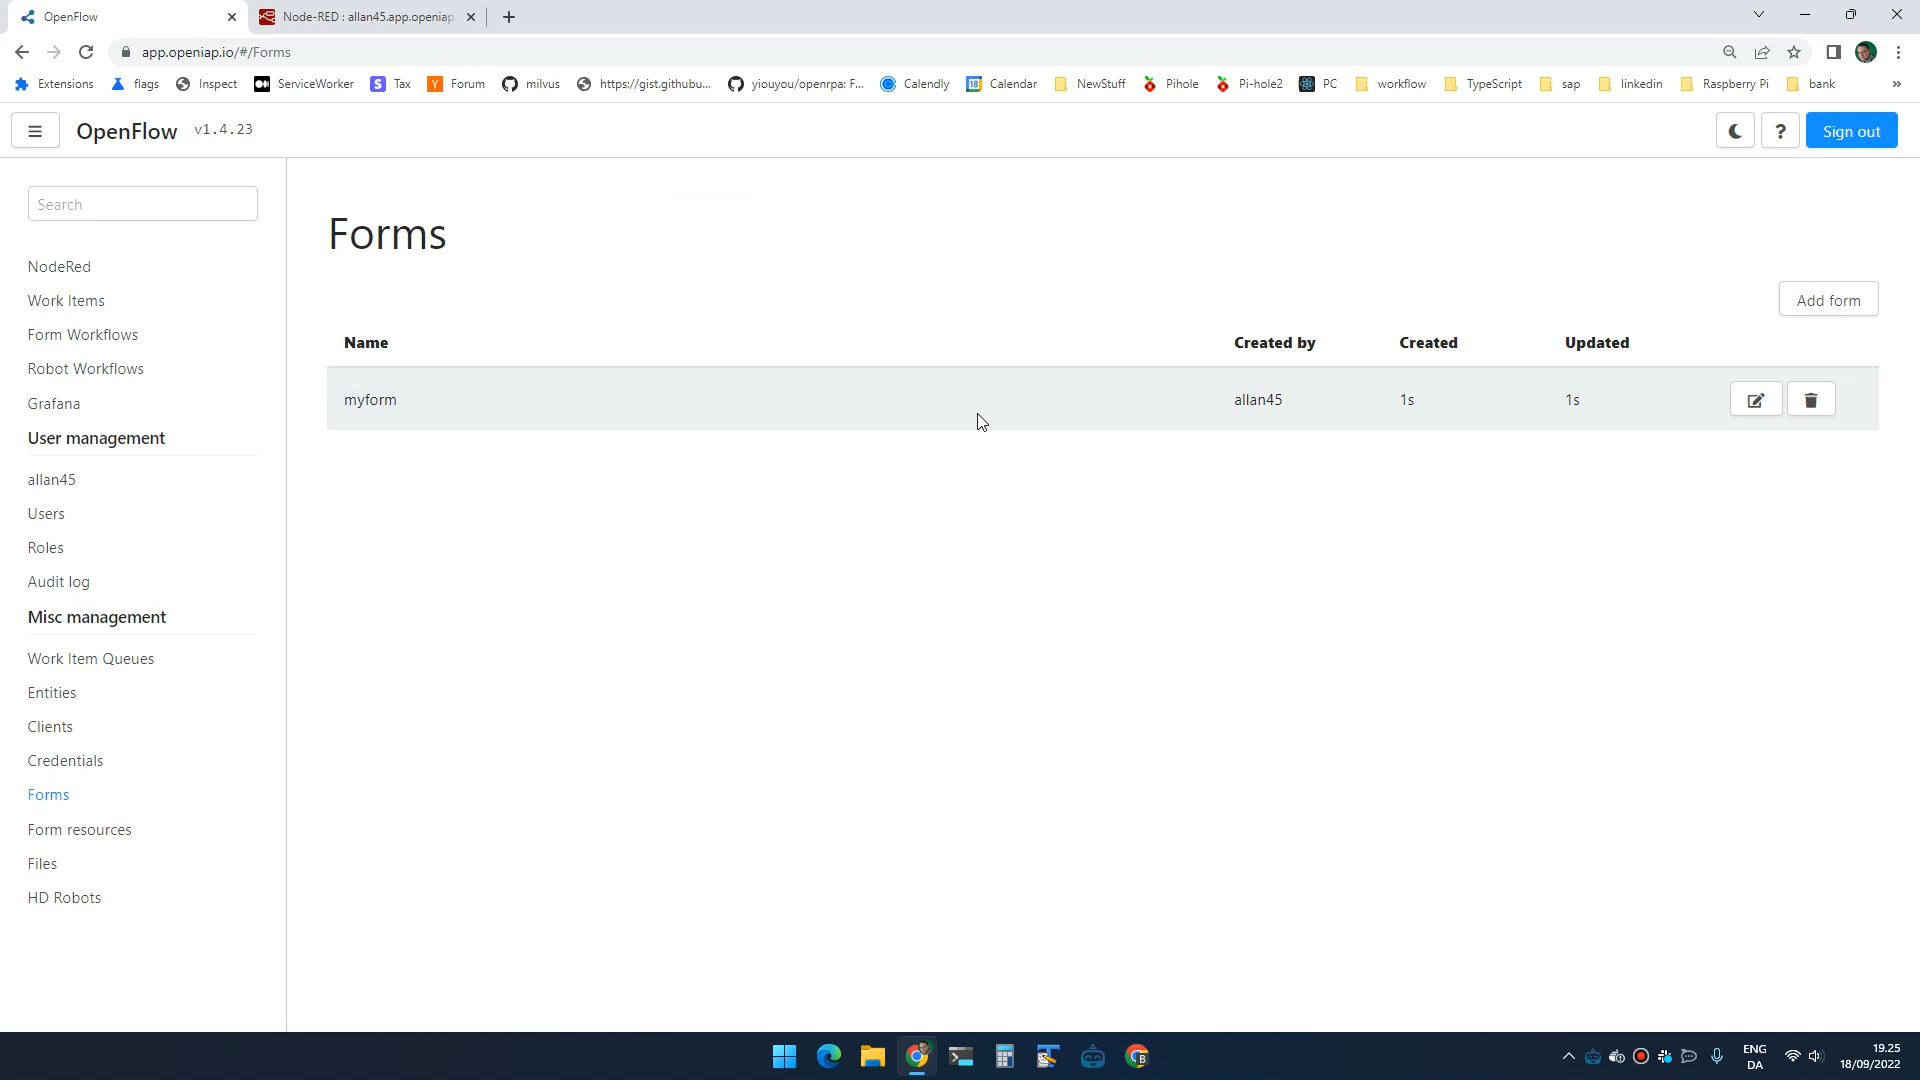 OpenFlow
Node-RED : allan45.app.openiap
app.openiap.io/#/Forms
Extensions
flags
Inspect
ServiceWorker
Tax
Forum
milvus
https://gist.githubu...
yiouyou/openrpa: F...
Calendly
Calendar
NewStuff
Pihole
Pi-hole2
PC
workflow
TypeScript
sap
linkedin
Raspberry Pi
bank
»
OpenFlow v1.4.23
?
Sign out
Search
NodeRed
Work Items
Form Workflows
Robot Workflows
Grafana
User management
allan45
Users
Roles
Audit log
Misc management
Work Item Queues
Entities
Clients
Credentials
Forms
Form resources
Files
HD Robots
Forms
Add form
Name Created by Created Updated
myform allan45 1s 1s
ENG
DA
19.25
18/09/2022